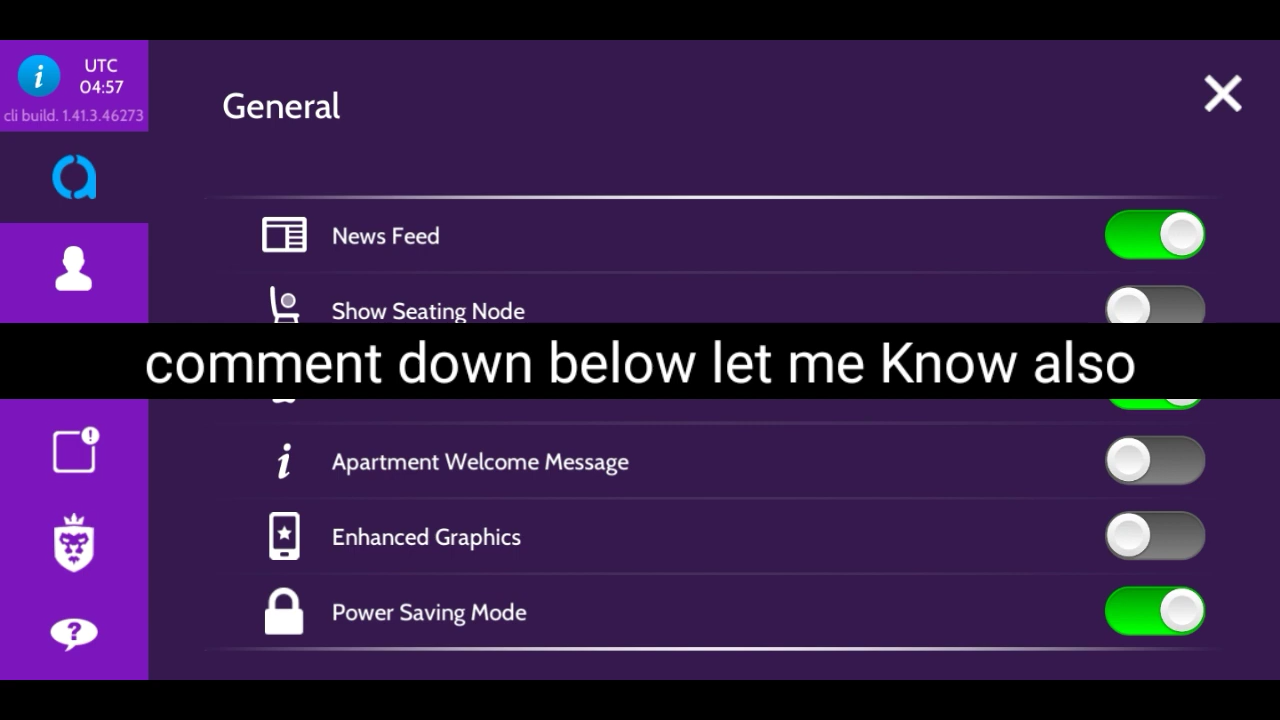 UTC
04:57
cli build. 1.41.3.46273
General
News Feed
Show Seating Node
comment down below let me Know also
Apartment Welcome Message
Enhanced Graphics
Power Saving Mode